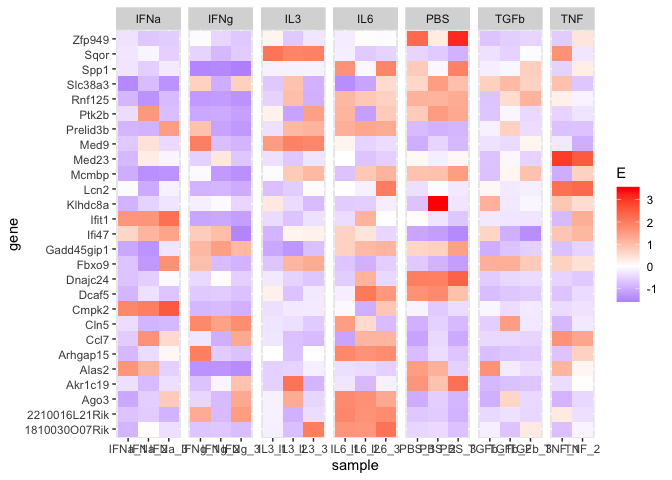 IFNa IFNg IL3 IL6 PBS TGFb TNF
Zfp949
Sqor
Spp1
Slc38a3
Rnf125
Ptk2b
Prelid3b
Med9
Med23
Mcmbp
Lcn2
Klhdc8a
Ifit1
Ifi47
Gadd45gip1
Fbxo9
Dnajc24
Dcaf5
Cmpk2
Cln5
Ccl7
Arhgap15
Alas2
Akr1c19
Ago3
2210016L21Rik
1810030O07Rik
gene
E
3
2
1
0
-1
sample